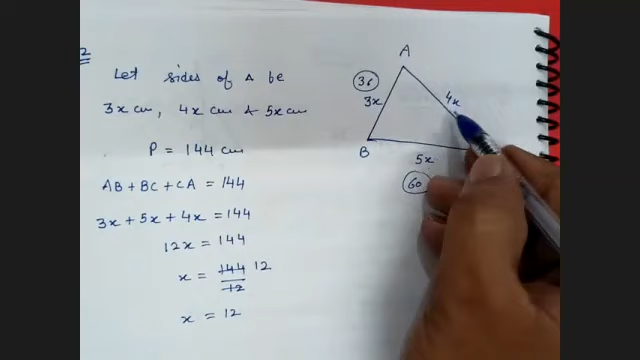 2
Let sides of Δ be
3x cm, 4x cm & 5x cm
P = 144 cm
AB + BC + CA = 144
3x + 5x + 4x = 144
12x = 144
x = 144 12
12
x = 12
A
36
3x
4x
B
5x
60